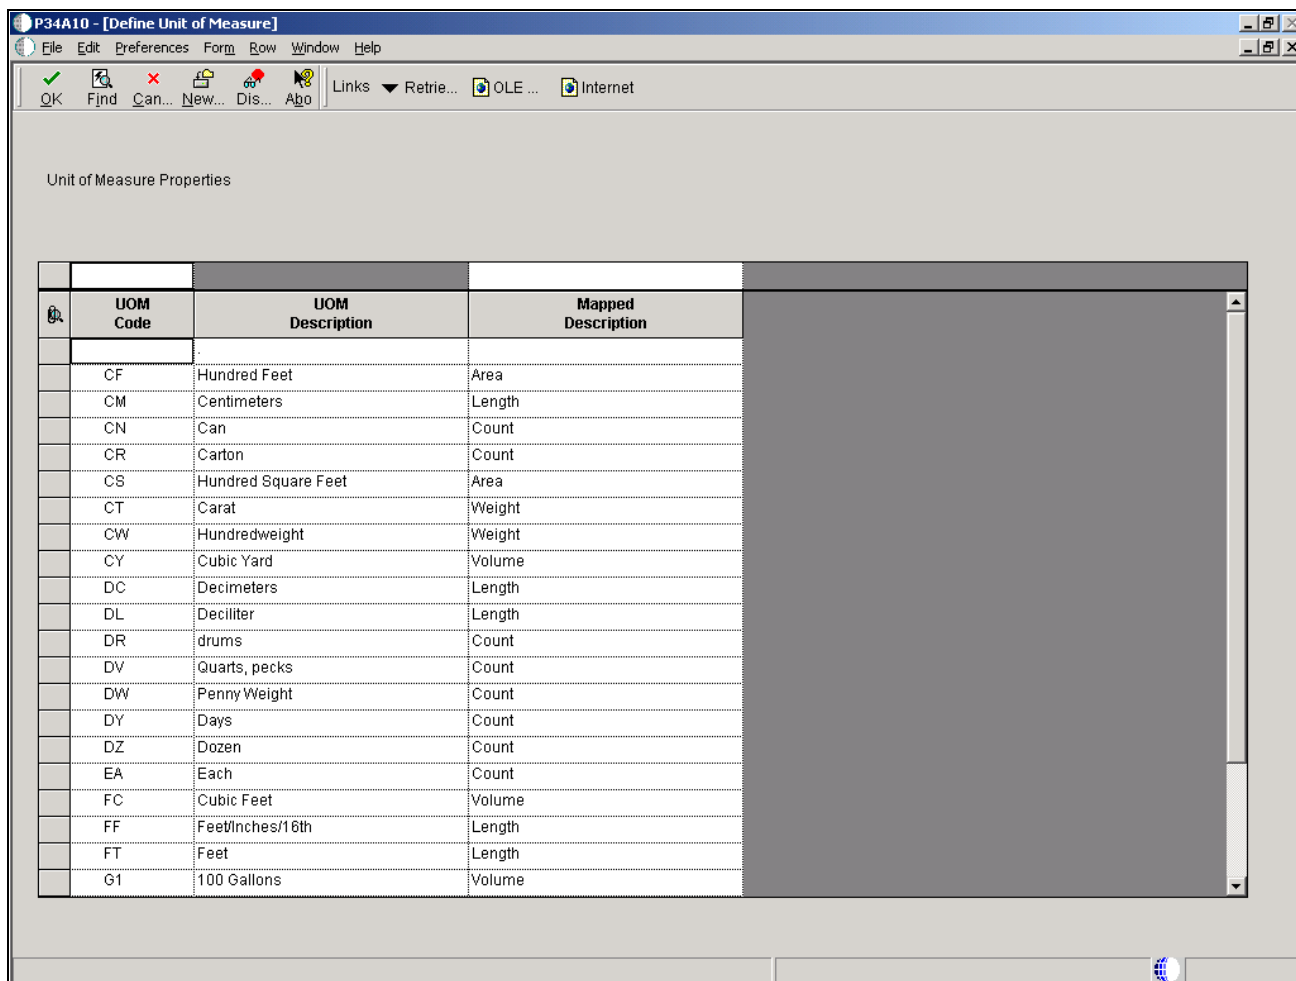 P34A10 - [Define Unit of Measure]
File Edit Preferences Form Row Window Help
OK Find Can... New... Dis... Abo Links Retrie... OLE ... Internet
Unit of Measure Properties
UOM Code UOM Description Mapped Description
.
CF Hundred Feet Area
CM Centimeters Length
CN Can Count
CR Carton Count
CS Hundred Square Feet Area
CT Carat Weight
CW Hundredweight Weight
CY Cubic Yard Volume
DC Decimeters Length
DL Deciliter Length
DR drums Count
DV Quarts, pecks Count
DW Penny Weight Count
DY Days Count
DZ Dozen Count
EA Each Count
FC Cubic Feet Volume
FF Feet/Inches/16th Length
FT Feet Length
G1 100 Gallons Volume